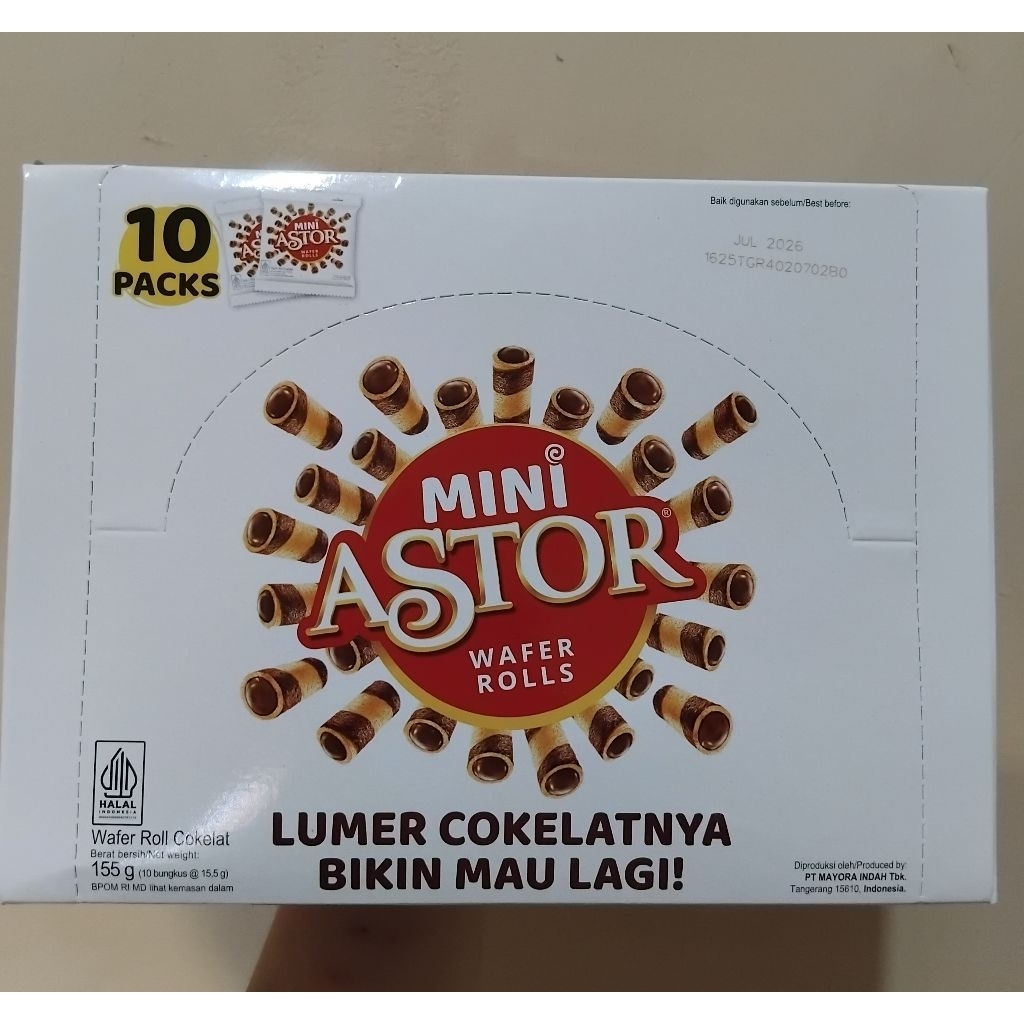 10
PACKS
MINI
ASTOR
WAFER
ROLLS
Baik digunakan sebelum/Best before:
JUL 2026
1625TGR4020702B0
MINI
ASTOR®
WAFER
ROLLS
HALAL
INDONESIA
Wafer Roll Cokelat
Berat bersih/Net weight:
155 g (10 bungkus @ 15,5 g)
BPOM RI MD lihat kemasan dalam
LUMER COKELATNYA
BIKIN MAU LAGI!
Diproduksi oleh/Produced by:
PT MAYORA INDAH Tbk.
Tangerang 15610, Indonesia.